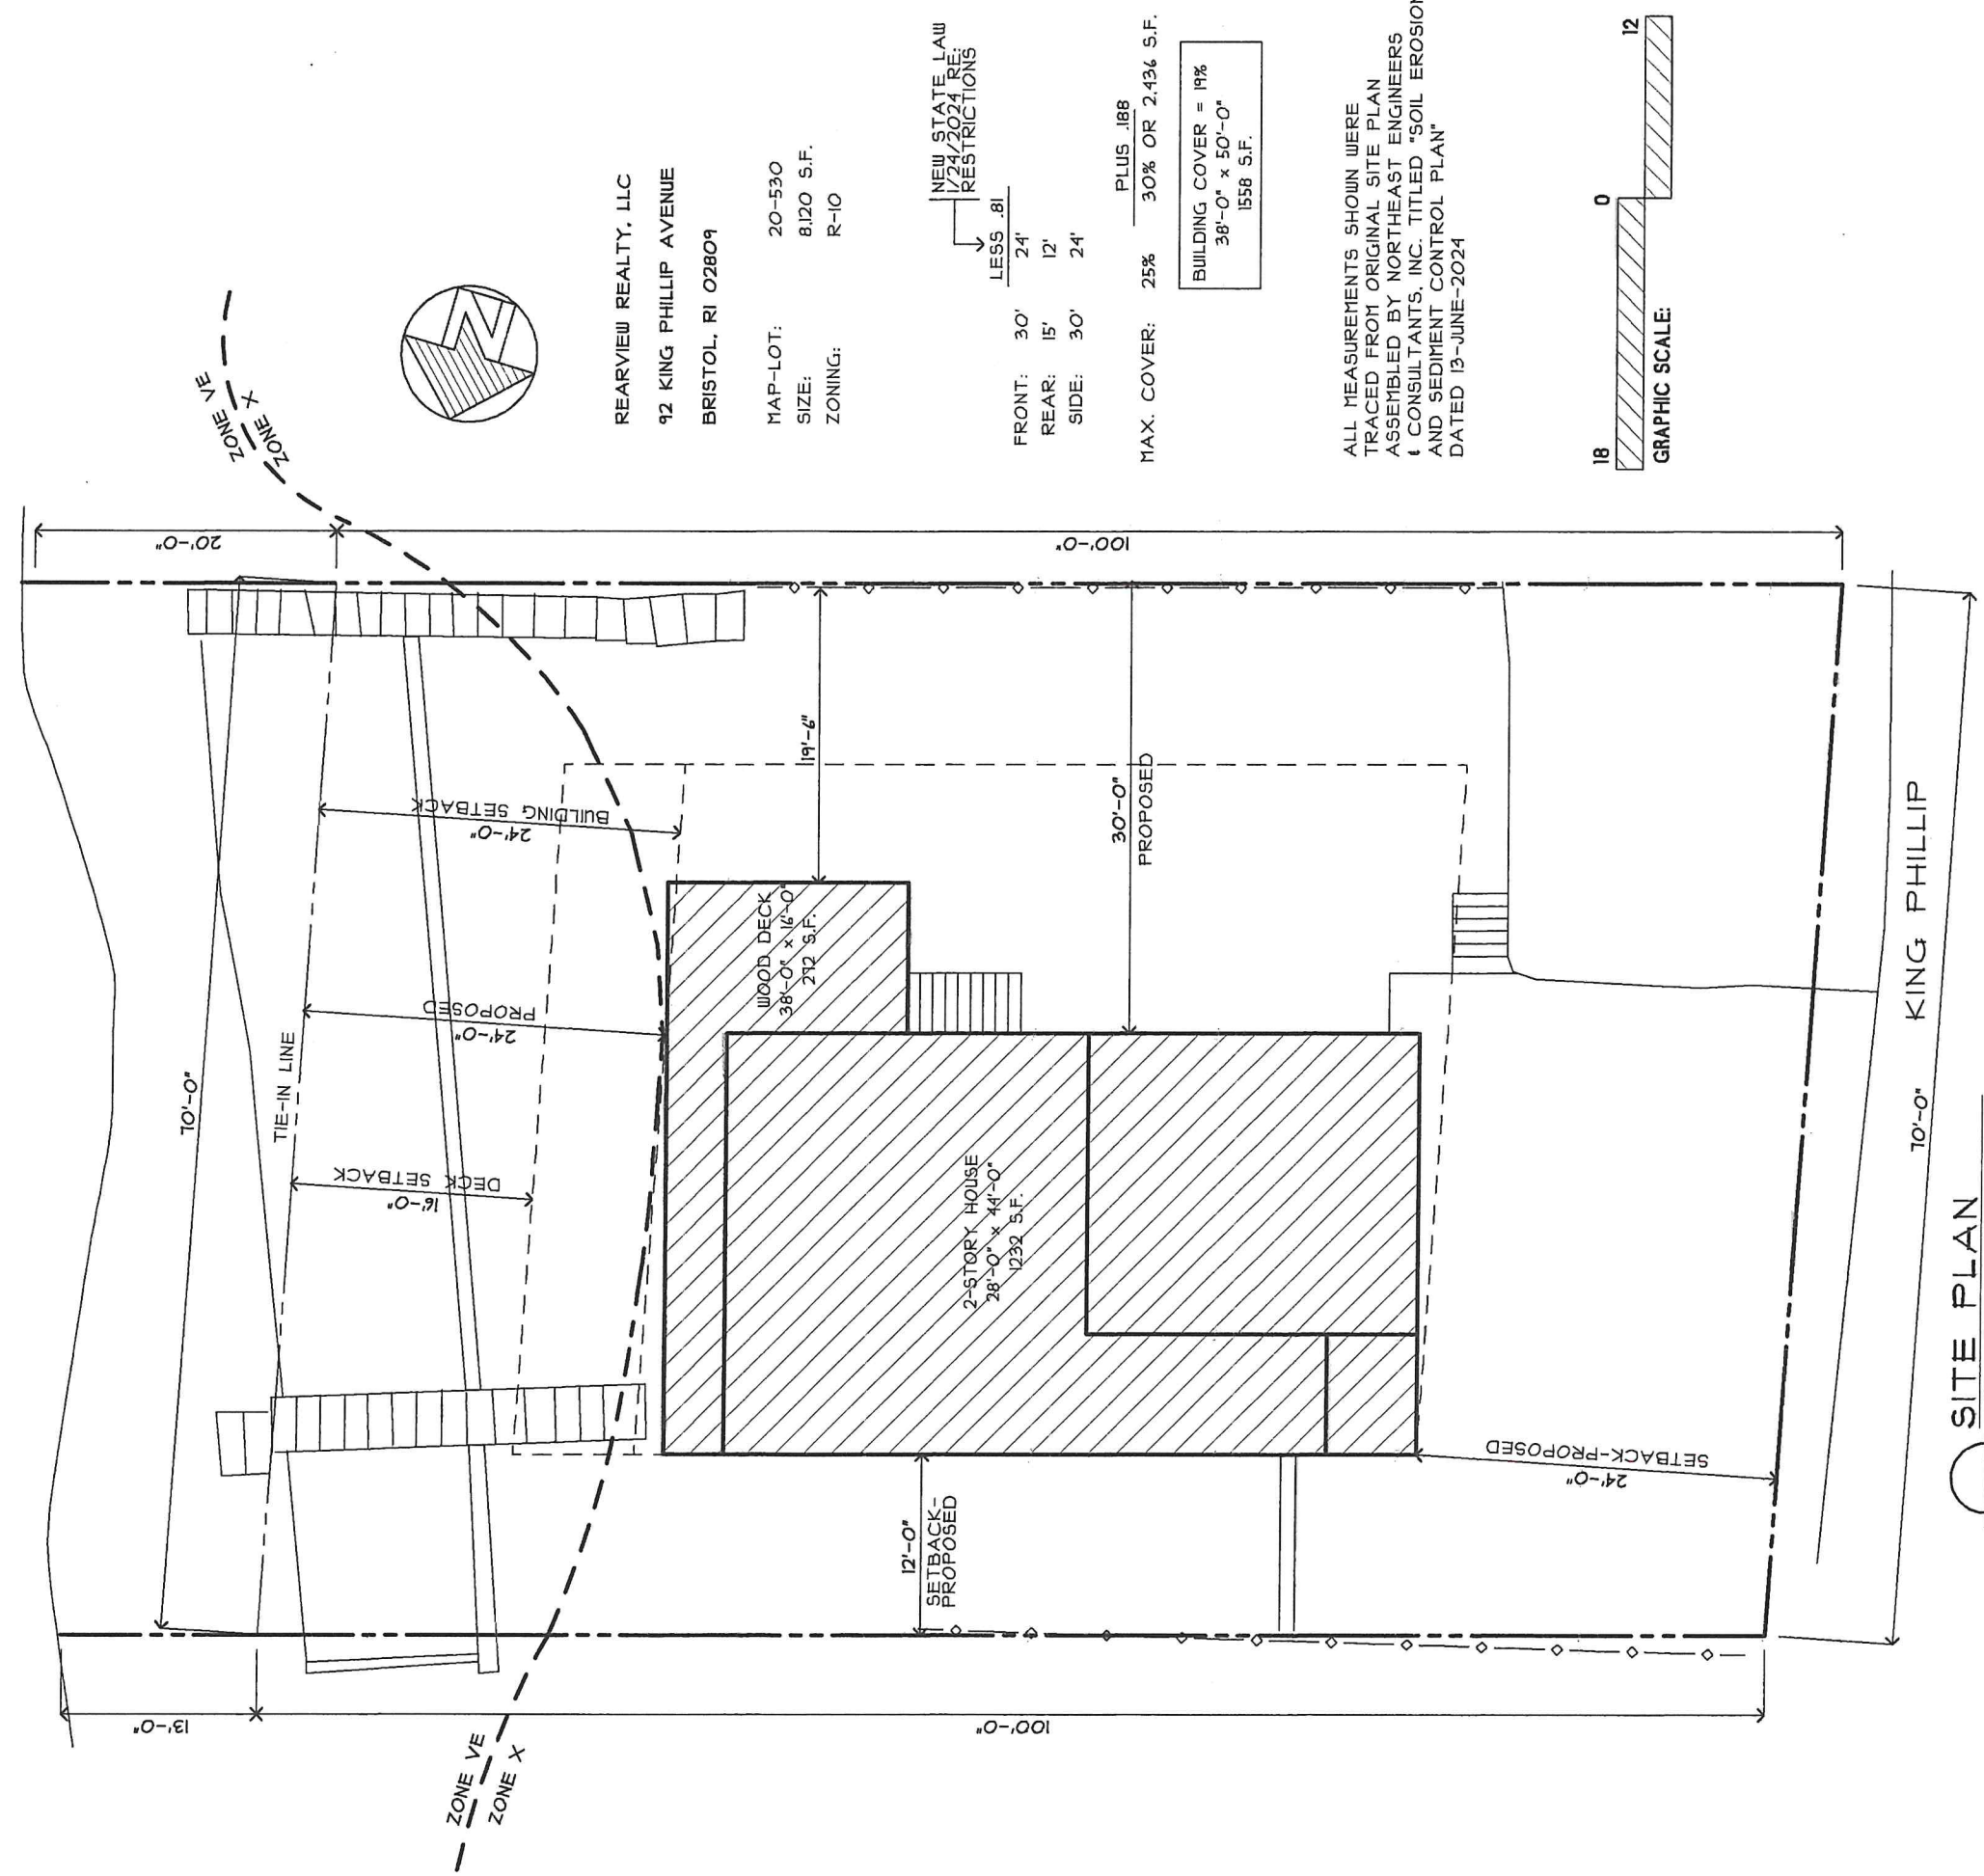 ZONE VE
ZONE X
ZONE VE
ZONE X
20'-0"
100'-0"
13'-0"
100'-0"
70'-0"
TIE-IN LINE
24'-0"
BUILDING SETBACK
24'-0"
PROPOSED
16'-0"
DECK SETBACK
19'-6"
30'-0"
PROPOSED
WOOD DECK
38'-0" x 16'-0"
292 S.F.
2-STORY HOUSE
28'-0" x 44'-0"
1232 S.F.
12'-0"
SETBACK-
PROPOSED
24'-0"
SETBACK-PROPOSED
70'-0"
KING PHILLIP
SITE PLAN
N
REARVIEW REALTY, LLC
92 KING PHILLIP AVENUE
BRISTOL, RI 02809
MAP-LOT: 20-530
SIZE: 8,120 S.F.
ZONING: R-10
NEW STATE LAW
1/24/2024 RE:
RESTRICTIONS
LESS .81
FRONT: 30' 24'
REAR: 15' 12'
SIDE: 30' 24'
PLUS .188
MAX. COVER: 25% 30% OR 2,436 S.F.
BUILDING COVER = 19%
38'-0" x 50'-0"
1558 S.F.
ALL MEASUREMENTS SHOWN WERE
TRACED FROM ORIGINAL SITE PLAN
ASSEMBLED BY NORTHEAST ENGINEERS
& CONSULTANTS, INC. TITLED "SOIL EROSION
AND SEDIMENT CONTROL PLAN"
DATED 13-JUNE-2024
18 0 12
GRAPHIC SCALE: